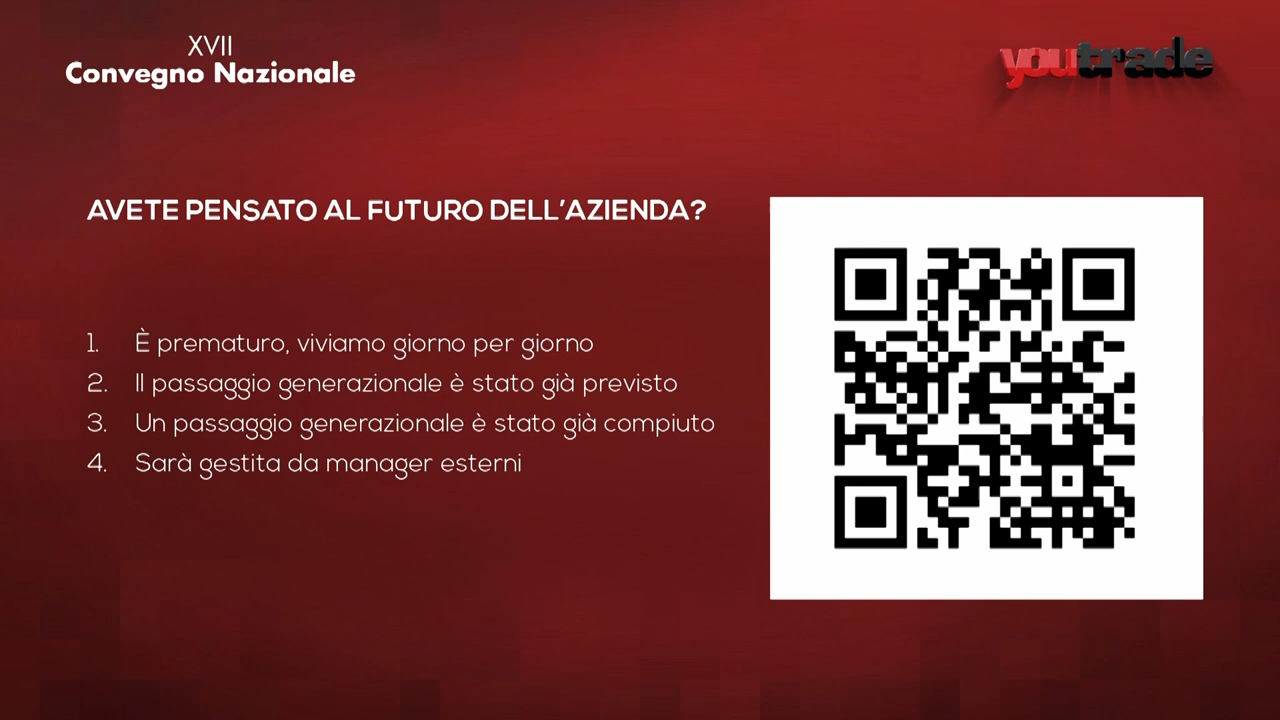 XVII
Convegno Nazionale
youtrade
AVETE PENSATO AL FUTURO DELL'AZIENDA?
1. È prematuro, viviamo giorno per giorno
2. Il passaggio generazionale è stato già previsto
3. Un passaggio generazionale è stato già compiuto
4. Sarà gestita da manager esterni